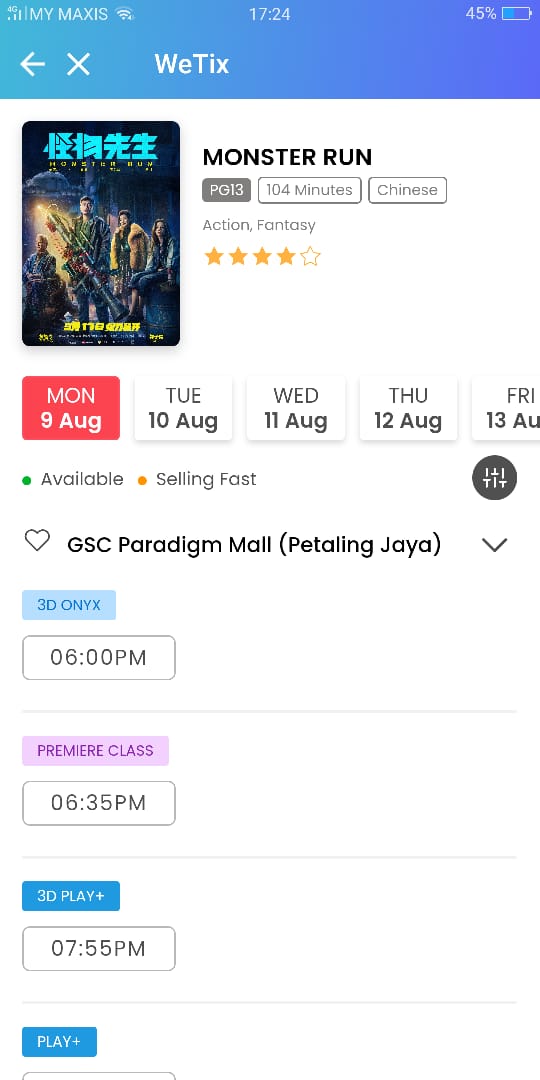 4G MY MAXIS 17:24 45%
WeTix
怪物先生
MONSTER RUN
MONSTER RUN
PG13 104 Minutes Chinese
Action, Fantasy
MON TUE WED THU FRI
9 Aug 10 Aug 11 Aug 12 Aug 13 Au
Available Selling Fast
GSC Paradigm Mall (Petaling Jaya)
3D ONYX
06:00PM
PREMIERE CLASS
06:35PM
3D PLAY+
07:55PM
PLAY+